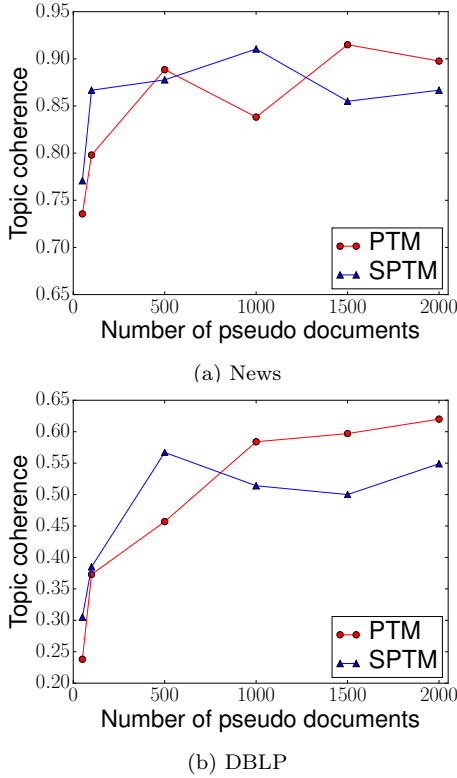 0.95
0.90
0.85
0.80
0.75
0.70
0.65
Topic coherence
PTM
SPTM
0 500 1000 1500 2000
Number of pseudo documents
(a) News
0.65
0.60
0.55
0.50
0.45
0.40
0.35
0.30
0.25
0.20
Topic coherence
PTM
SPTM
0 500 1000 1500 2000
Number of pseudo documents
(b) DBLP